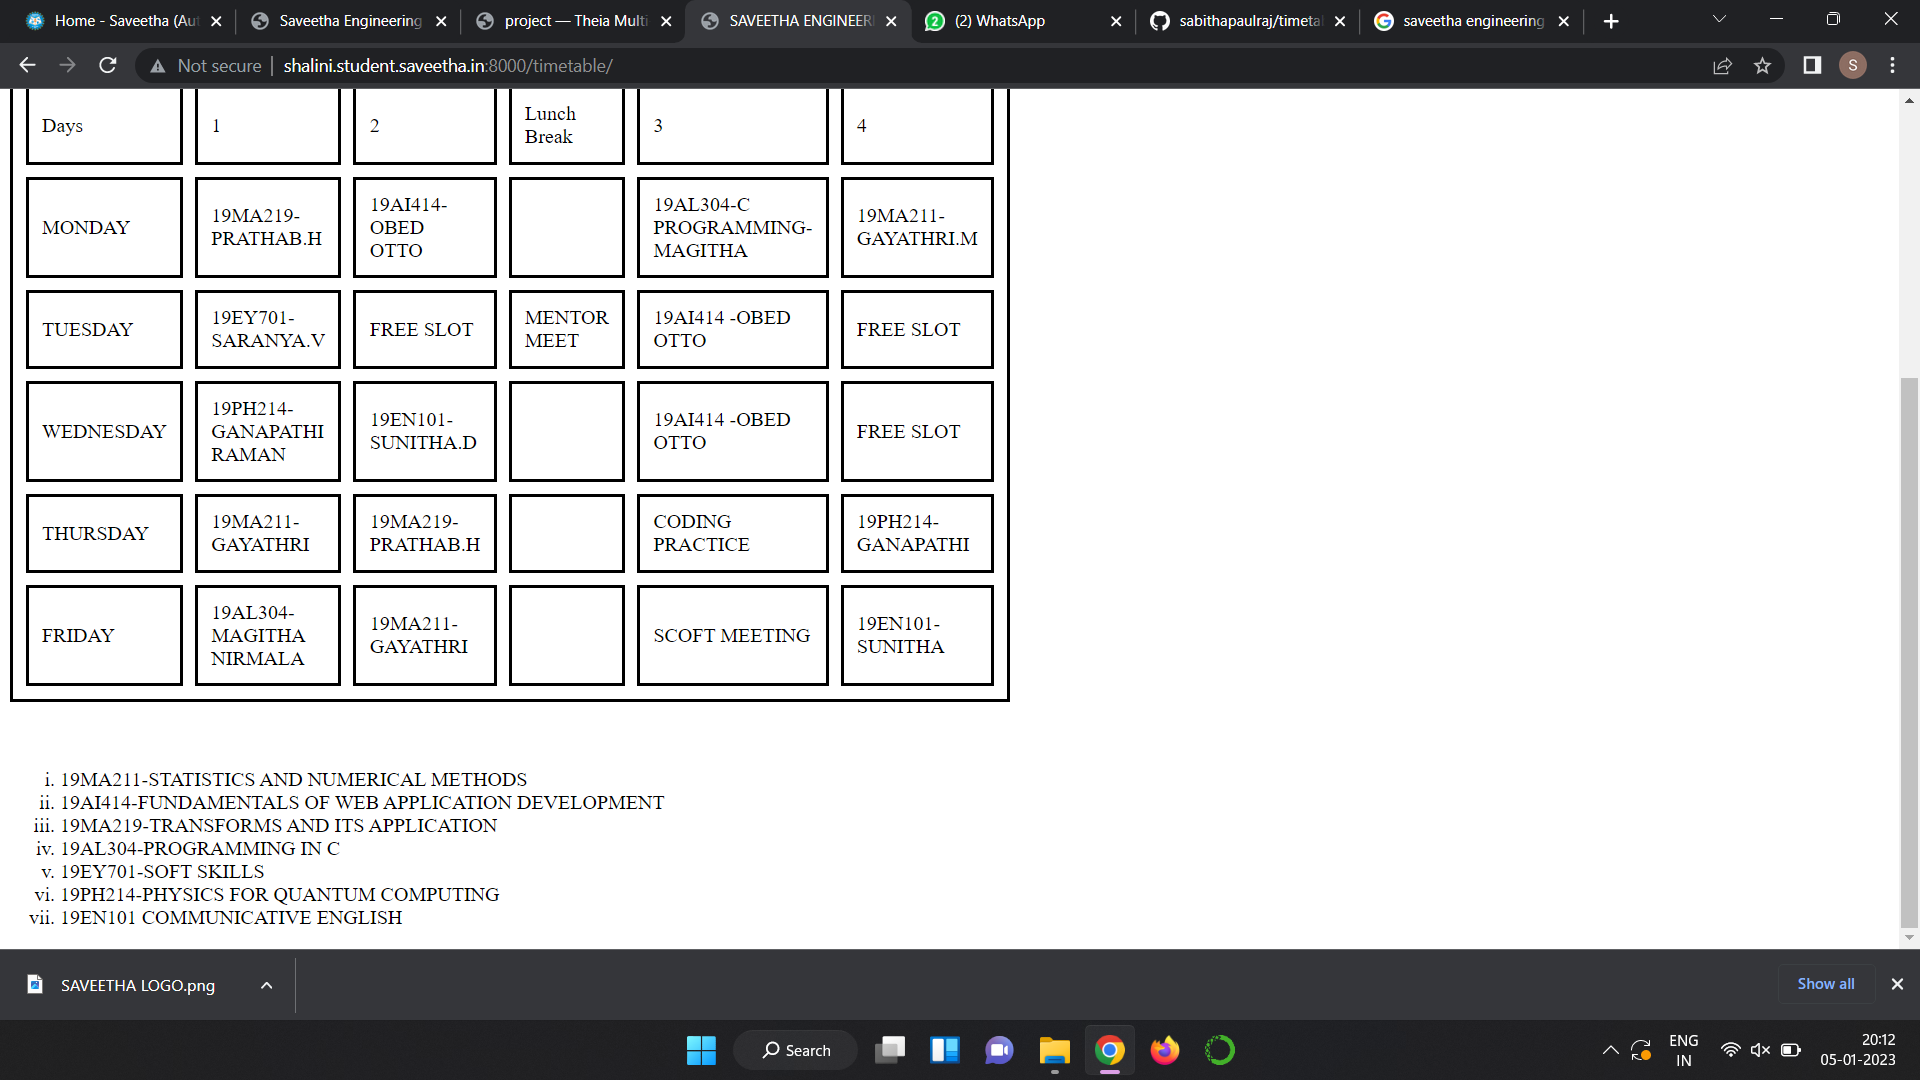 Home - Saveetha (Aut
Saveetha Engineering
project — Theia Multi
SAVEETHA ENGINEER
(2) WhatsApp
sabithapaulraj/timetal
saveetha engineering
Not secure
shalini.student.saveetha.in:8000/timetable/
S
Days
1
2
Lunch
Break
3
4
MONDAY
19MA219-
PRATHAB.H
19AI414-
OBED
OTTO
19AL304-C
PROGRAMMING-
MAGITHA
19MA211-
GAYATHRI.M
TUESDAY
19EY701-
SARANYA.V
FREE SLOT
MENTOR
MEET
19AI414 -OBED
OTTO
FREE SLOT
WEDNESDAY
19PH214-
GANAPATHI
RAMAN
19EN101-
SUNITHA.D
19AI414 -OBED
OTTO
FREE SLOT
THURSDAY
19MA211-
GAYATHRI
19MA219-
PRATHAB.H
CODING
PRACTICE
19PH214-
GANAPATHI
FRIDAY
19AL304-
MAGITHA
NIRMALA
19MA211-
GAYATHRI
SCOFT MEETING
19EN101-
SUNITHA
i. 19MA211-STATISTICS AND NUMERICAL METHODS
ii. 19AI414-FUNDAMENTALS OF WEB APPLICATION DEVELOPMENT
iii. 19MA219-TRANSFORMS AND ITS APPLICATION
iv. 19AL304-PROGRAMMING IN C
v. 19EY701-SOFT SKILLS
vi. 19PH214-PHYSICS FOR QUANTUM COMPUTING
vii. 19EN101 COMMUNICATIVE ENGLISH
SAVEETHA LOGO.png
Show all
Search
ENG
IN
20:12
05-01-2023